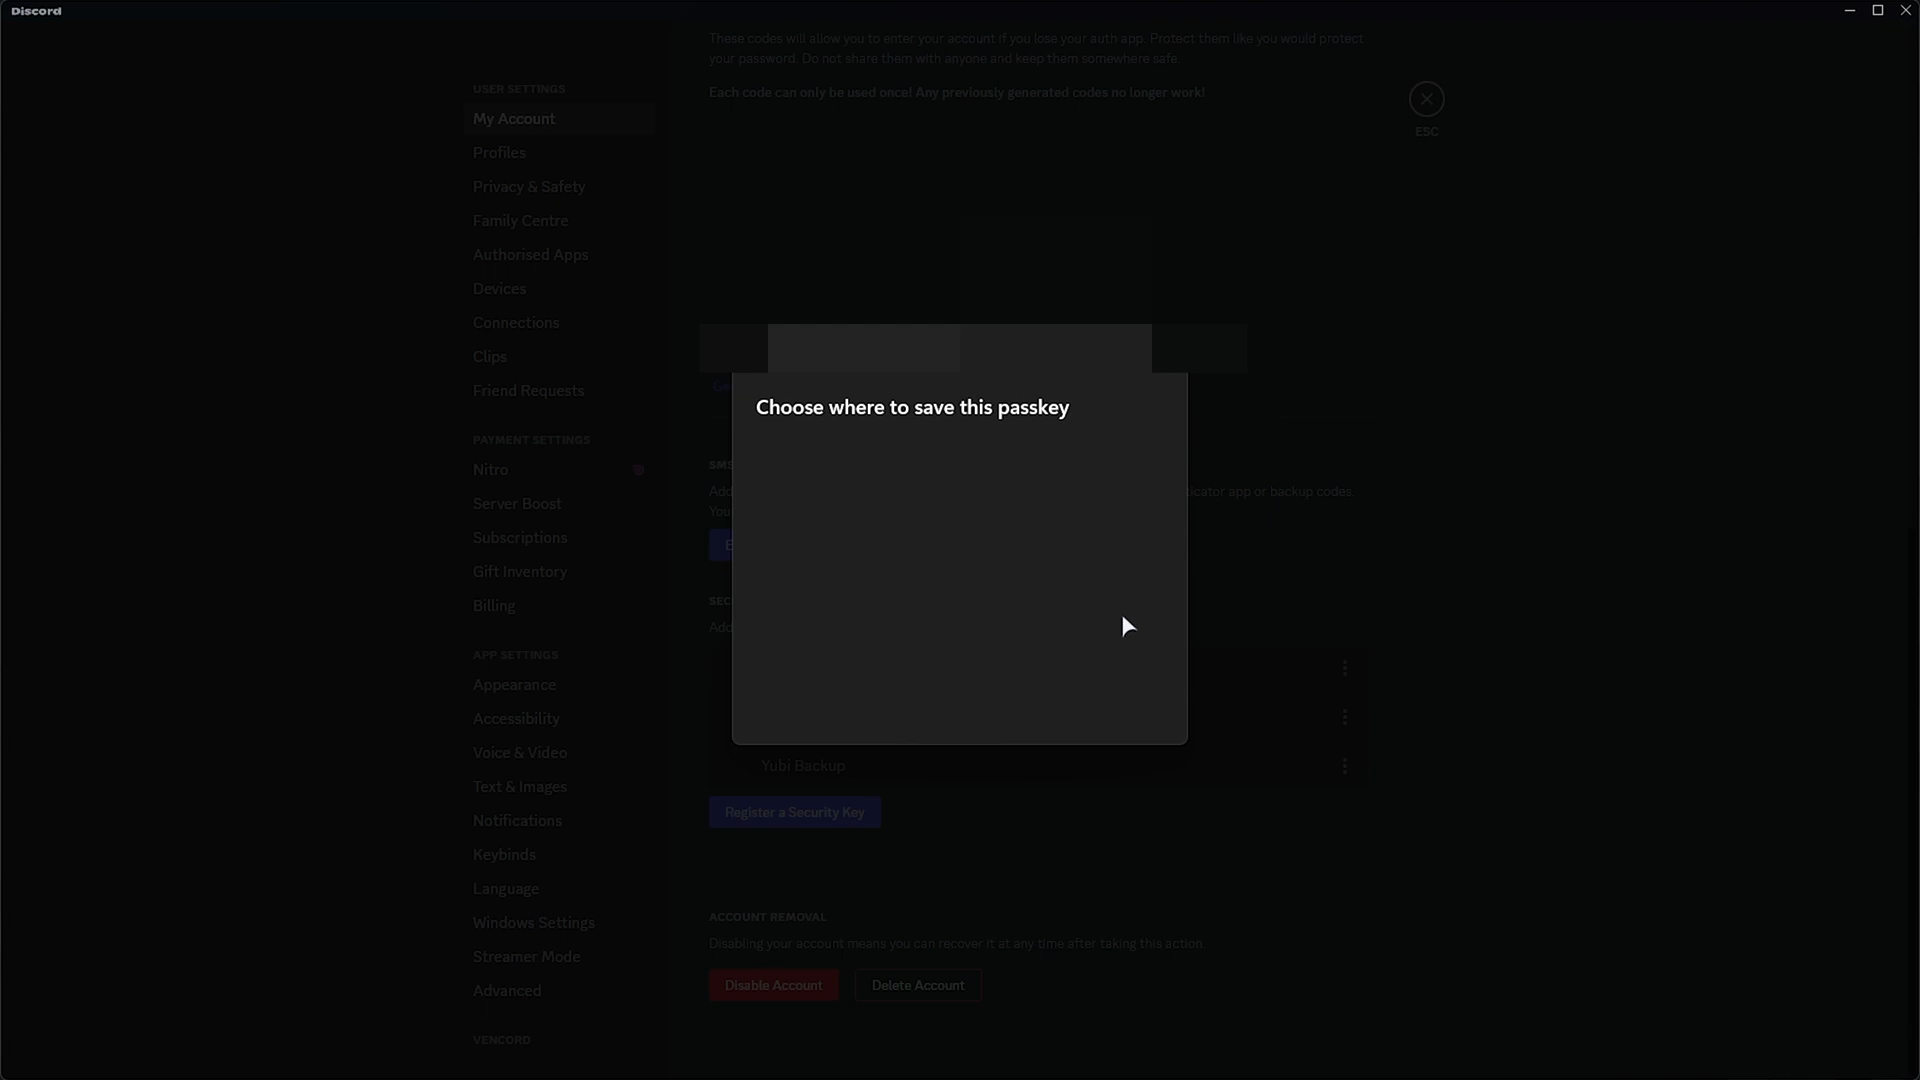 Discord
These codes will allow you to enter your account if you lose your auth app. Protect them like you would protect
your password. Do not share them with anyone and keep them somewhere safe.
Each code can only be used once! Any previously generated codes no longer work!
ESC
USER SETTINGS
My Account
Profiles
Privacy & Safety
Family Centre
Authorised Apps
Devices
Connections
Clips
Friend Requests
PAYMENT SETTINGS
Nitro
Server Boost
Subscriptions
Gift Inventory
Billing
APP SETTINGS
Appearance
Accessibility
Voice & Video
Text & Images
Notifications
Keybinds
Language
Windows Settings
Streamer Mode
Advanced
VENCORD
Choose where to save this passkey
SMS
Add
icator app or backup codes.
You
E
SEC
Add
Yubi Backup
Register a Security Key
ACCOUNT REMOVAL
Disabling your account means you can recover it at any time after taking this action.
Disable Account
Delete Account